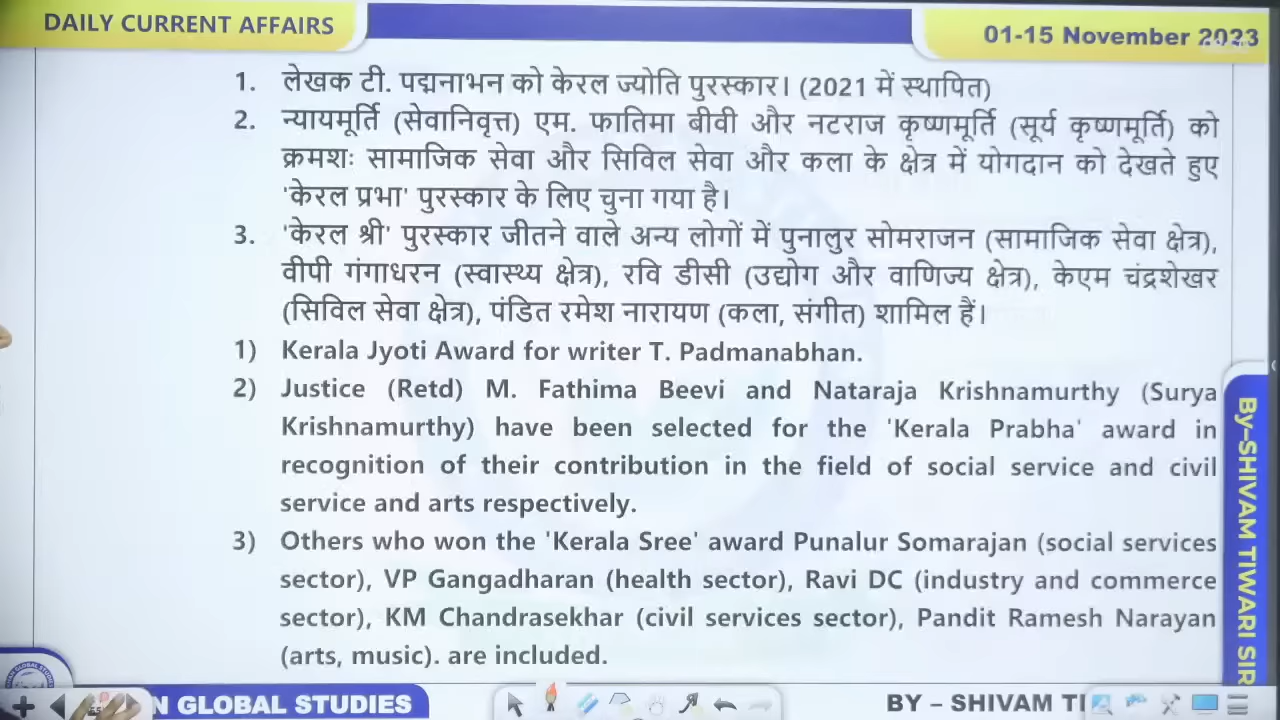 DAILY CURRENT AFFAIRS
01-15 November 2023
1. लेखक टी. पद्मनाभन को केरल ज्योति पुरस्कार। (2021 में स्थापित)
2. न्यायमूर्ति (सेवानिवृत्त) एम. फातिमा बीवी और नटराज कृष्णमूर्ति (सूर्य कृष्णमूर्ति) को
क्रमशः सामाजिक सेवा और सिविल सेवा और कला के क्षेत्र में योगदान को देखते हुए
'केरल प्रभा' पुरस्कार के लिए चुना गया है।
3. 'केरल श्री' पुरस्कार जीतने वाले अन्य लोगों में पुनालुर सोमराजन (सामाजिक सेवा क्षेत्र),
वीपी गंगाधरन (स्वास्थ्य क्षेत्र), रवि डीसी (उद्योग और वाणिज्य क्षेत्र), केएम चंद्रशेखर
(सिविल सेवा क्षेत्र), पंडित रमेश नारायण (कला, संगीत) शामिल हैं।
1) Kerala Jyoti Award for writer T. Padmanabhan.
2) Justice (Retd) M. Fathima Beevi and Nataraja Krishnamurthy (Surya
Krishnamurthy) have been selected for the 'Kerala Prabha' award in
recognition of their contribution in the field of social service and civil
service and arts respectively.
3) Others who won the 'Kerala Sree' award Punalur Somarajan (social services
sector), VP Gangadharan (health sector), Ravi DC (industry and commerce
sector), KM Chandrasekhar (civil services sector), Pandit Ramesh Narayan
(arts, music). are included.
By–SHIVAM TIWARI SIR
N GLOBAL STUDIES
BY – SHIVAM TI